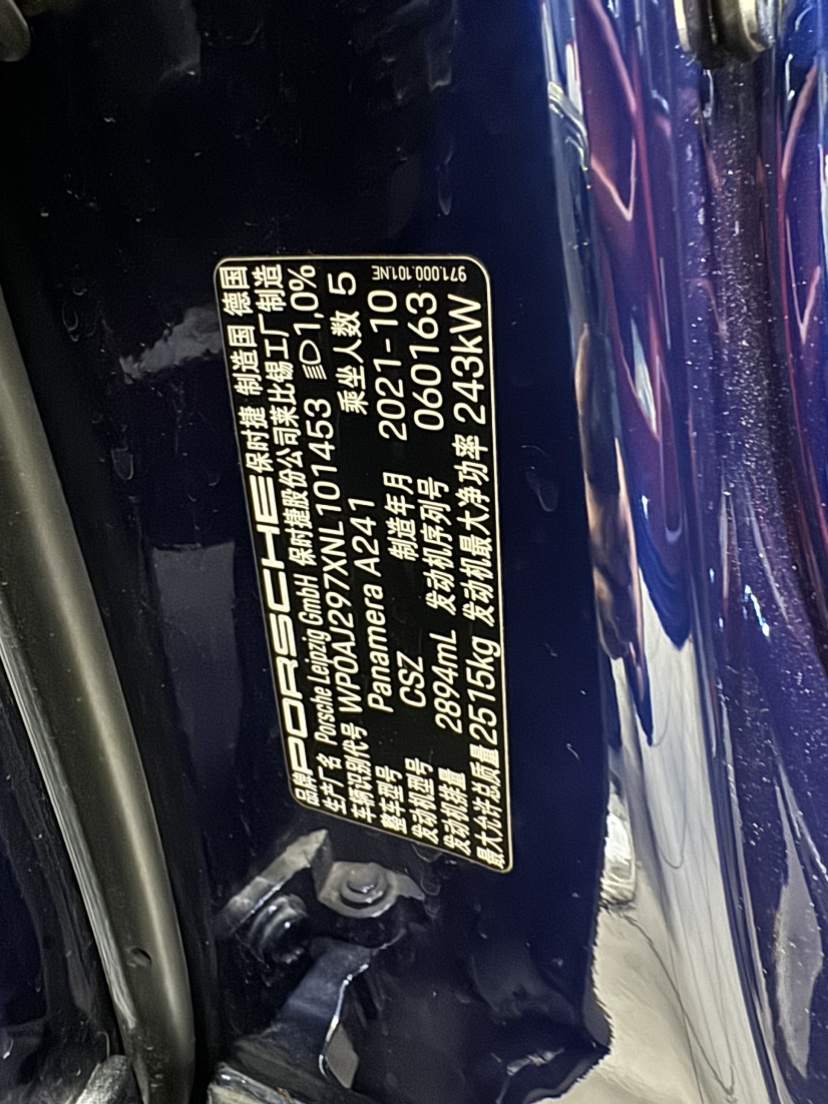 品牌 PORSCHE 保时捷 制造国 德国
生产厂名 Porsche Leipzig GmbH 保时捷股份公司莱比锡工厂 制造
车辆识别代号 WP0AJ297XNL101453 1,0%
整车型号 Panamera A241 乘坐人数 5
发动机型号 CSZ 制造年月 2021-10
发动机排量 2894mL 发动机序列号 060163
最大允许总质量 2515kg 发动机最大净功率 243kW
971.000.101.NE